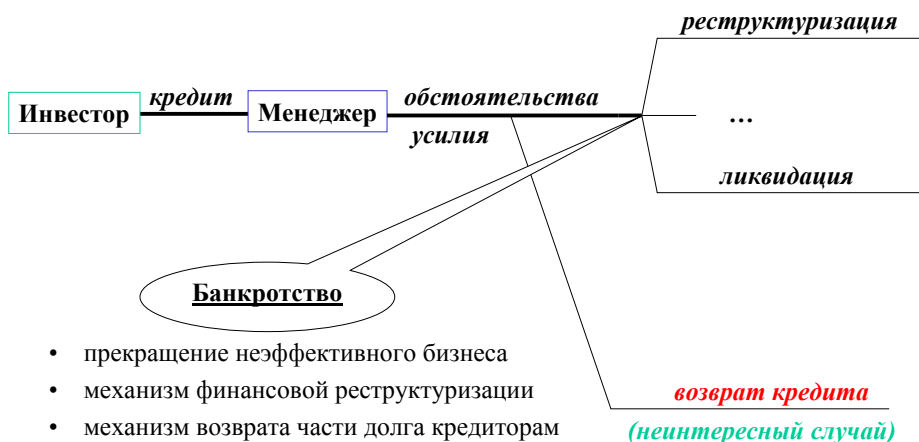 реструктуризация
Инвестор
кредит
Менеджер
обстоятельства
усилия
...
ликвидация
Банкротство
• прекращение неэффективного бизнеса
• механизм финансовой реструктуризации
• механизм возврата части долга кредиторам
возврат кредита
(неинтересный случай)